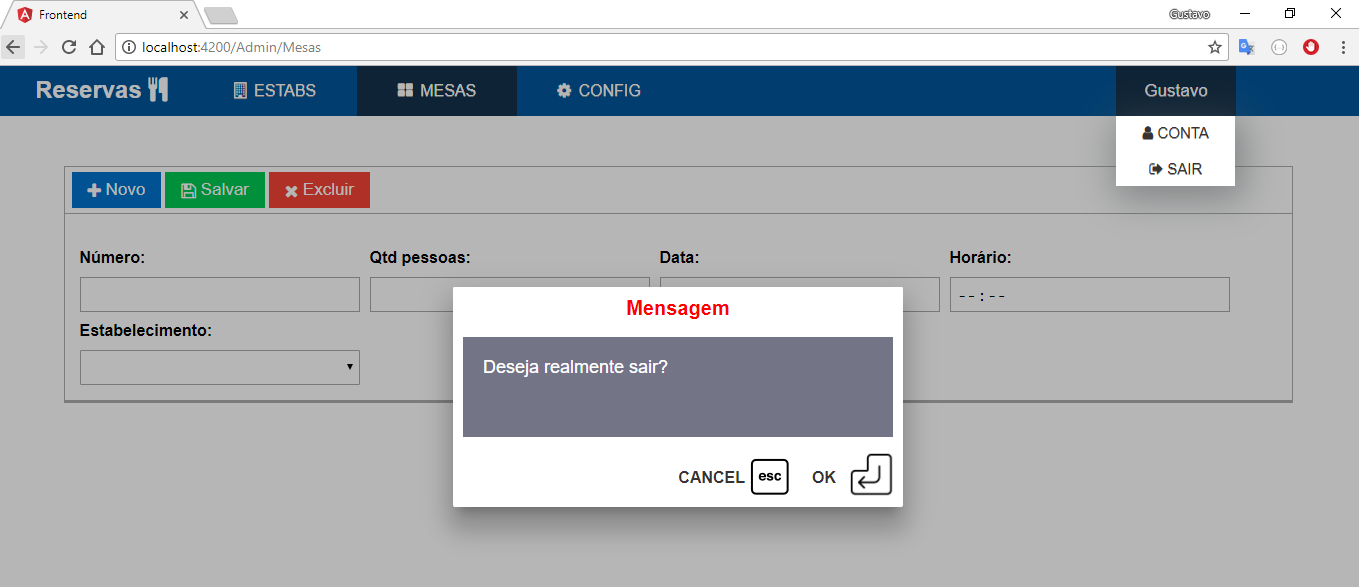 Frontend
Gustavo
localhost:4200/Admin/Mesas
Reservas
ESTABS
MESAS
CONFIG
Gustavo
CONTA
SAIR
Novo
Salvar
Excluir
Número:
Qtd pessoas:
Data:
Horário:
--:--
Estabelecimento:
Mensagem
Deseja realmente sair?
CANCEL esc OK